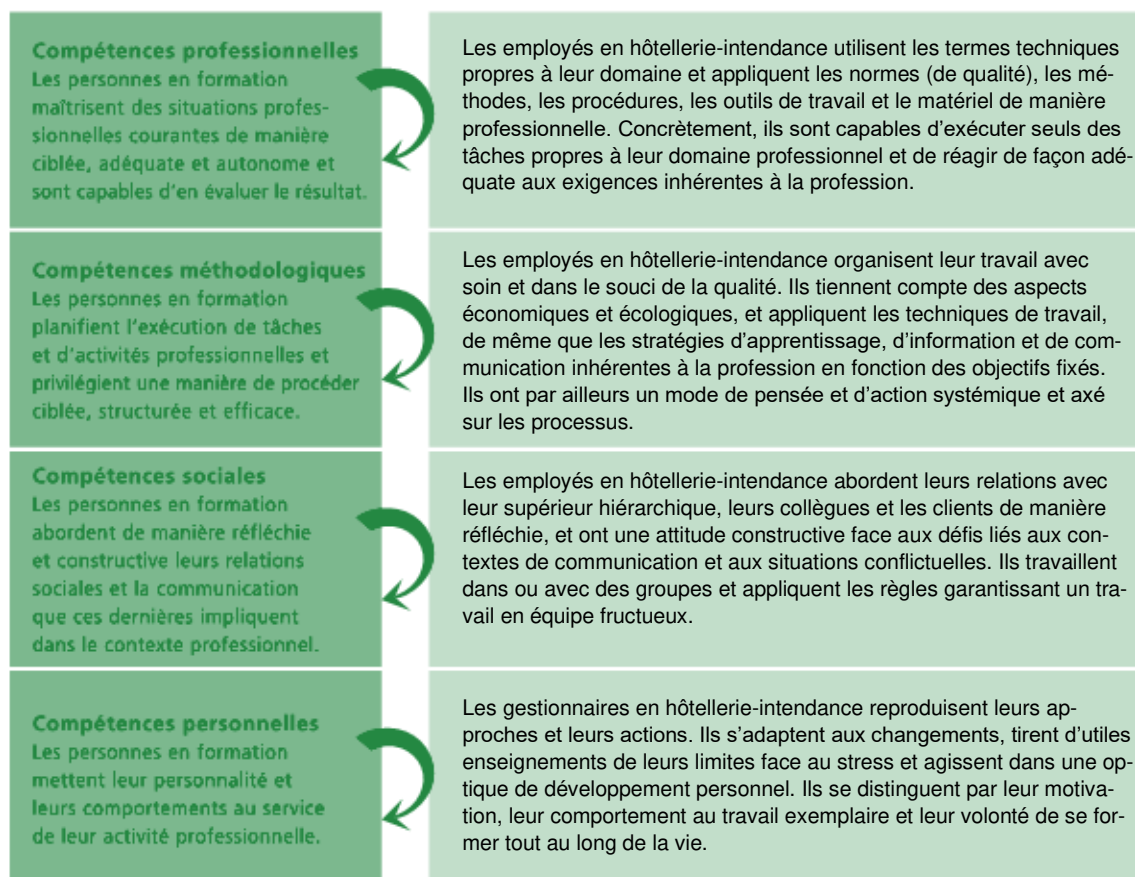 Compétences professionnelles
Les personnes en formation
maîtrisent des situations profes-
sionnelles courantes de manière
ciblée, adéquate et autonome et
sont capables d'en évaluer le résultat.
Les employés en hôtellerie-intendance utilisent les termes techniques
propres à leur domaine et appliquent les normes (de qualité), les mé-
thodes, les procédures, les outils de travail et le matériel de manière
professionnelle. Concrètement, ils sont capables d'exécuter seuls des
tâches propres à leur domaine professionnel et de réagir de façon adé-
quate aux exigences inhérentes à la profession.
Compétences méthodologiques
Les personnes en formation
planifient l'exécution de tâches
et d'activités professionnelles et
privilégient une manière de procéder
ciblée, structurée et efficace.
Les employés en hôtellerie-intendance organisent leur travail avec
soin et dans le souci de la qualité. Ils tiennent compte des aspects
économiques et écologiques, et appliquent les techniques de travail,
de même que les stratégies d'apprentissage, d'information et de com-
munication inhérentes à la profession en fonction des objectifs fixés.
Ils ont par ailleurs un mode de pensée et d'action systémique et axé
sur les processus.
Compétences sociales
Les personnes en formation
abordent de manière réfléchie
et constructive leurs relations
sociales et la communication
que ces dernières impliquent
dans le contexte professionnel.
Les employés en hôtellerie-intendance abordent leurs relations avec
leur supérieur hiérarchique, leurs collègues et les clients de manière
réfléchie, et ont une attitude constructive face aux défis liés aux con-
textes de communication et aux situations conflictuelles. Ils travaillent
dans ou avec des groupes et appliquent les règles garantissant un tra-
vail en équipe fructueux.
Compétences personnelles
Les personnes en formation
mettent leur personnalité et
leurs comportements au service
de leur activité professionnelle.
Les gestionnaires en hôtellerie-intendance reproduisent leurs ap-
proches et leurs actions. Ils s'adaptent aux changements, tirent d'utiles
enseignements de leurs limites face au stress et agissent dans une op-
tique de développement personnel. Ils se distinguent par leur motiva-
tion, leur comportement au travail exemplaire et leur volonté de se for-
mer tout au long de la vie.